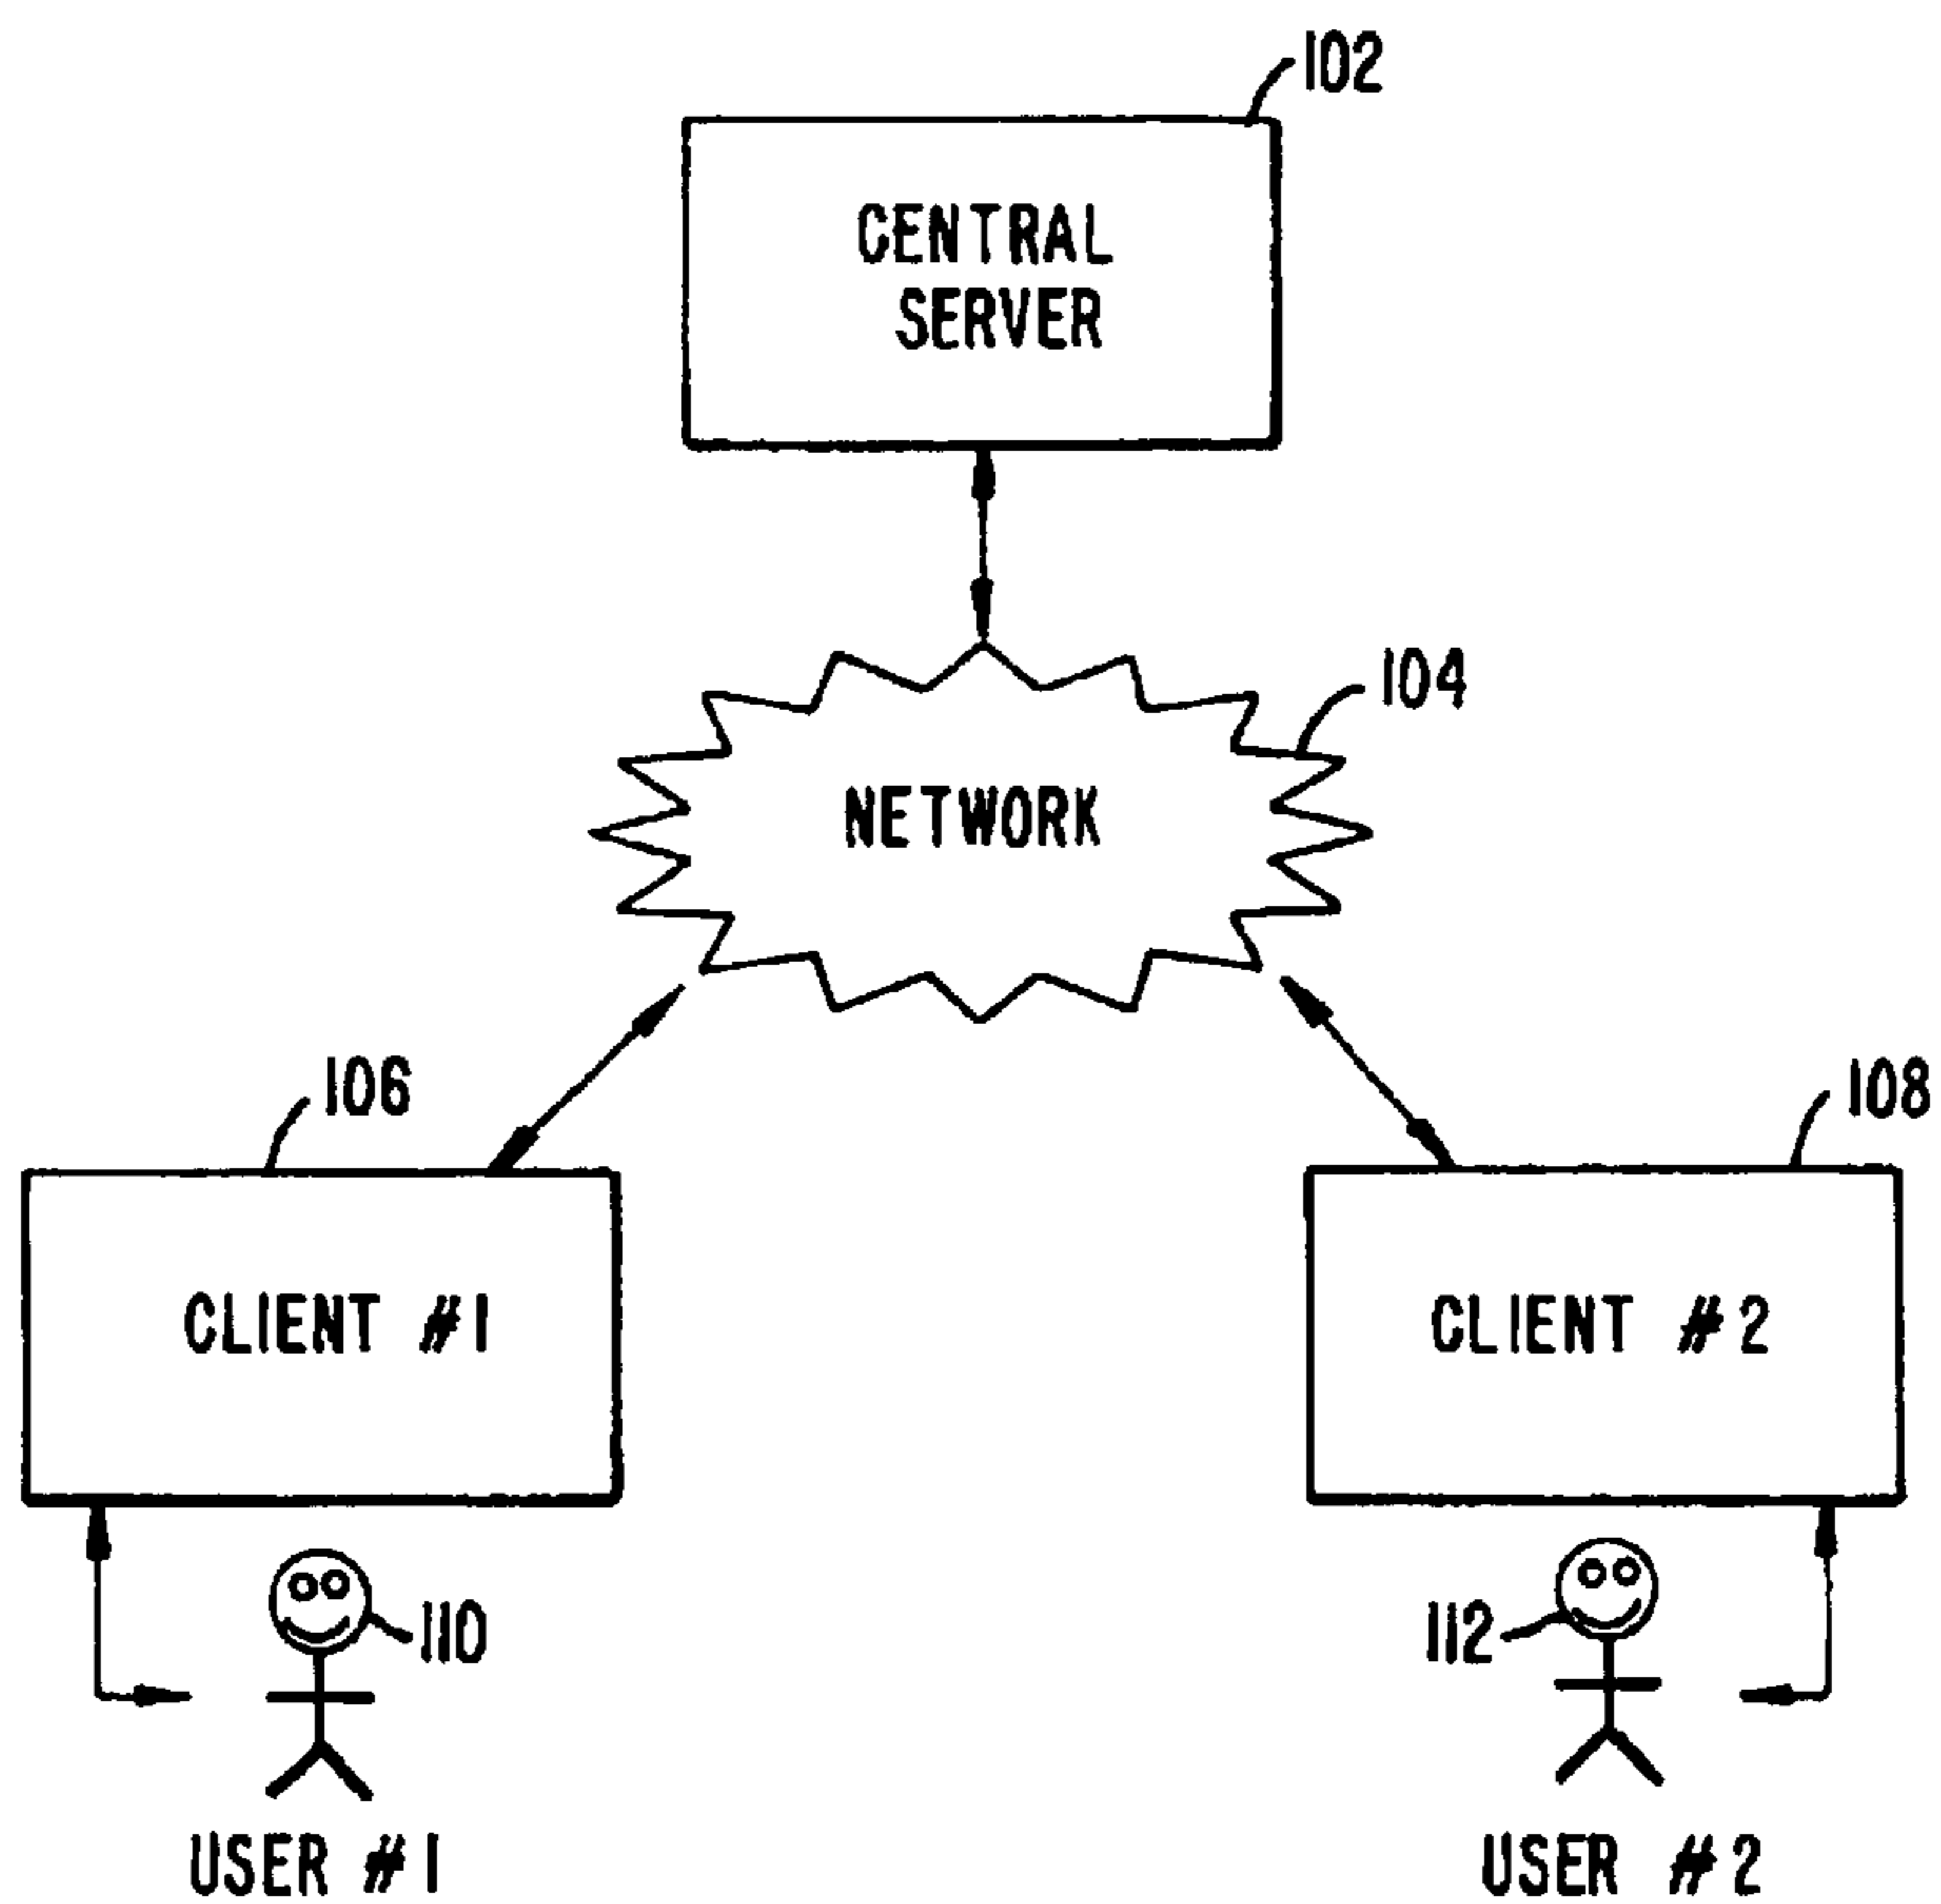 102
CENTRAL
SERVER
104
NETWORK
106
108
CLIENT #1
CLIENT #2
110
112
USER #1
USER #2